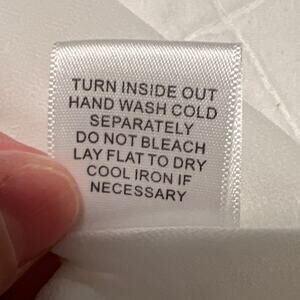 TURN INSIDE OUT
HAND WASH COLD
SEPARATELY
DO NOT BLEACH
LAY FLAT TO DRY
COOL IRON IF
NECESSARY